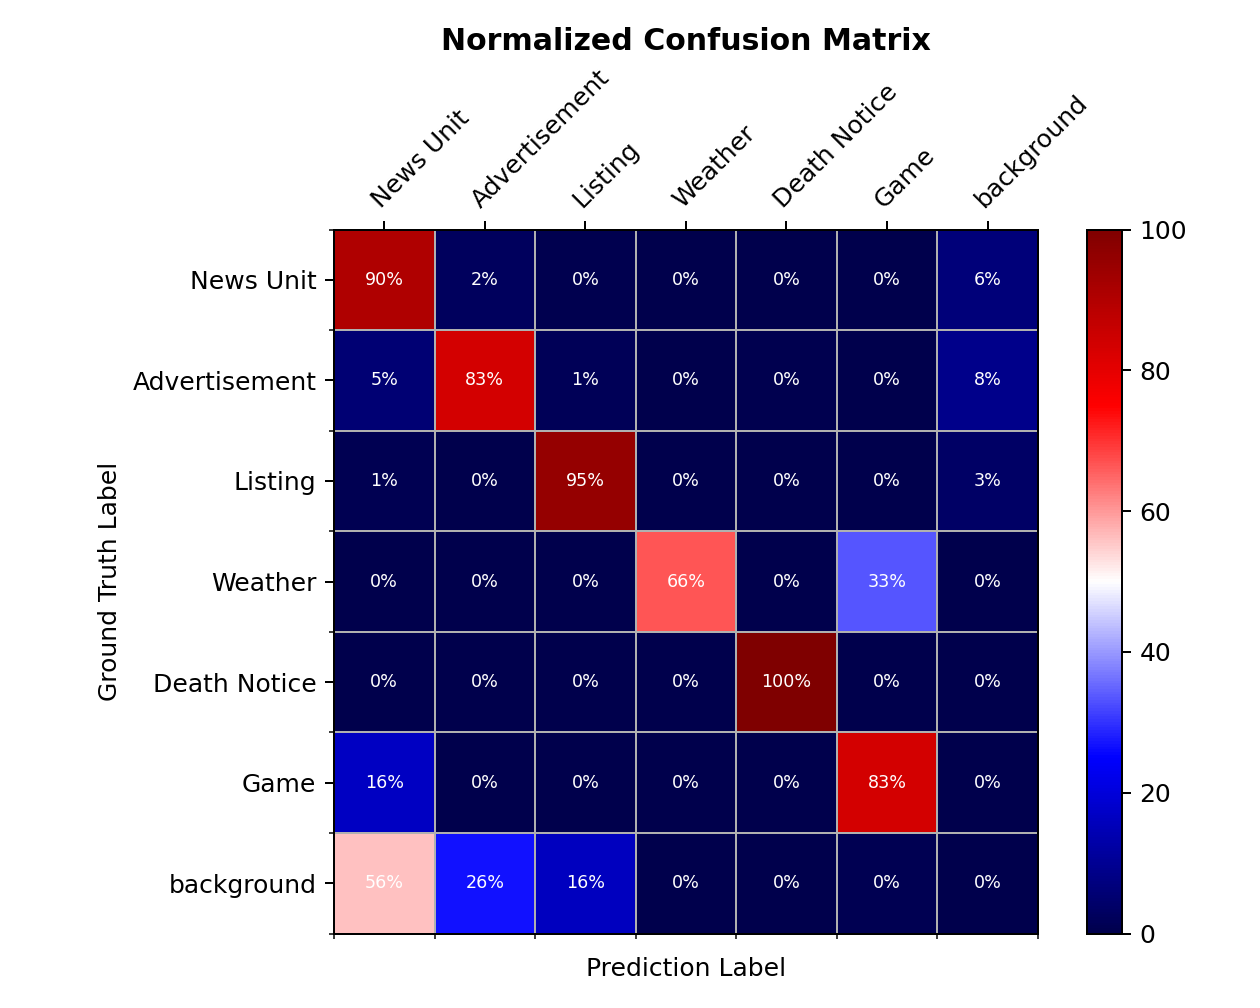 Normalized Confusion Matrix
News Unit
Advertisement
Listing
Weather
Death Notice
Game
background
News Unit 90% 2% 0% 0% 0% 0% 6%
Advertisement 5% 83% 1% 0% 0% 0% 8%
Listing 1% 0% 95% 0% 0% 0% 3%
Weather 0% 0% 0% 66% 0% 33% 0%
Death Notice 0% 0% 0% 0% 100% 0% 0%
Game 16% 0% 0% 0% 0% 83% 0%
background 56% 26% 16% 0% 0% 0% 0%
Ground Truth Label
Prediction Label
100
80
60
40
20
0